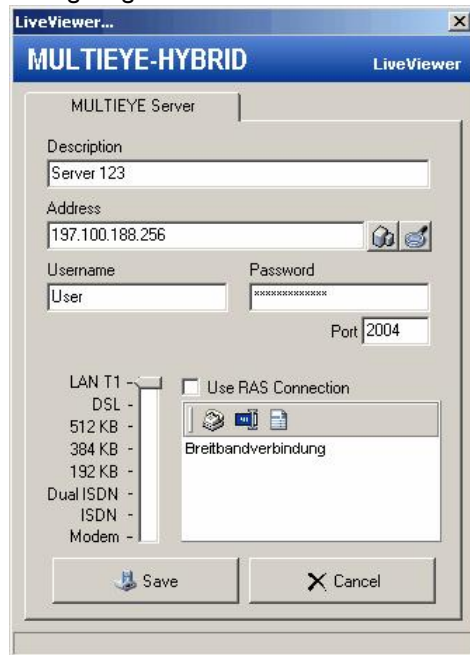 LiveViewer...
MULTIEYE-HYBRID LiveViewer
MULTIEYE Server
Description
Server 123
Address
197.100.188.256
Username Password
User *************
Port 2004
LAN T1 -
DSL -
512 KB -
384 KB -
192 KB -
Dual ISDN -
ISDN -
Modem -
Use RAS Connection
Breitbandverbindung
Save Cancel